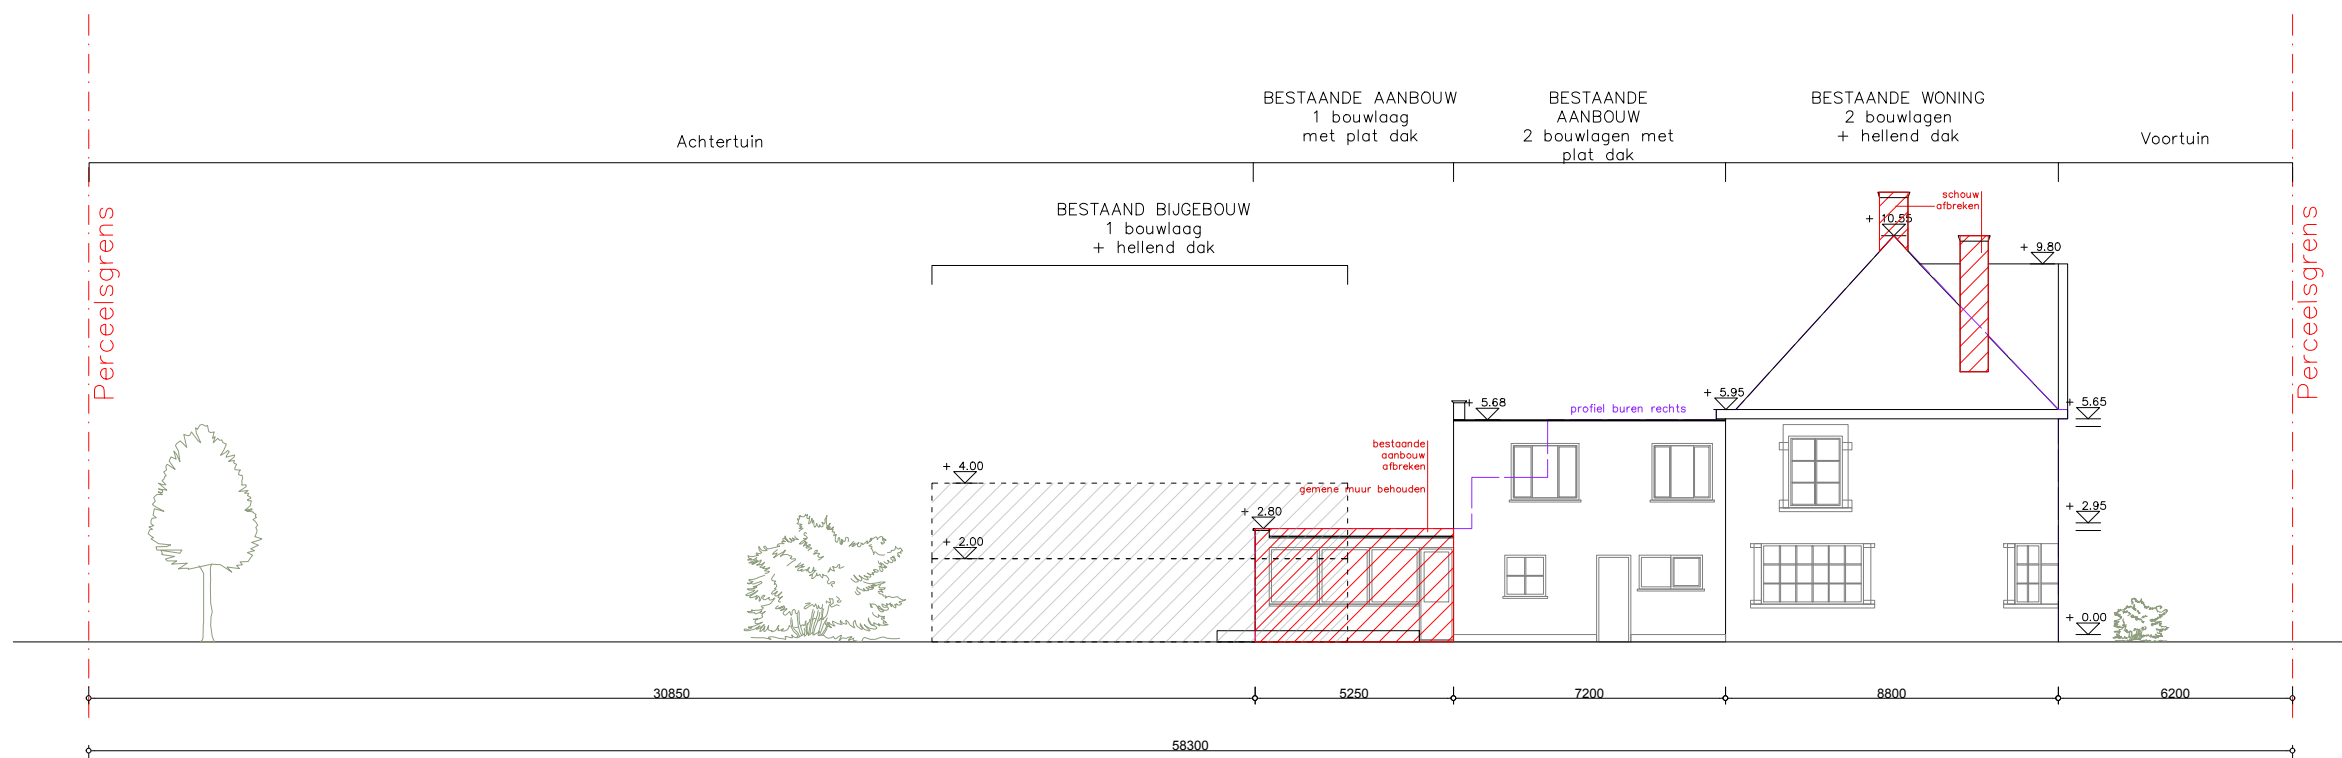 BESTAANDE AANBOUW
1 bouwlaag
met plat dak
BESTAANDE
AANBOUW
2 bouwlagen met
plat dak
BESTAANDE WONING
2 bouwlagen
+ hellend dak
Achtertuin
Voortuin
BESTAAND BIJGEBOUW
1 bouwlaag
+ hellend dak
Perceelsgrens
Perceelsgrens
schouw
afbreken
+ 10.55
+ 9.80
+ 5.95
+ 5.68
+ 5.65
profiel buren rechts
bestaande
aanbouw
afbreken
gemene muur behouden
+ 4.00
+ 2.80
+ 2.95
+ 2.00
+ 0.00
30850
5250
7200
8800
6200
58300